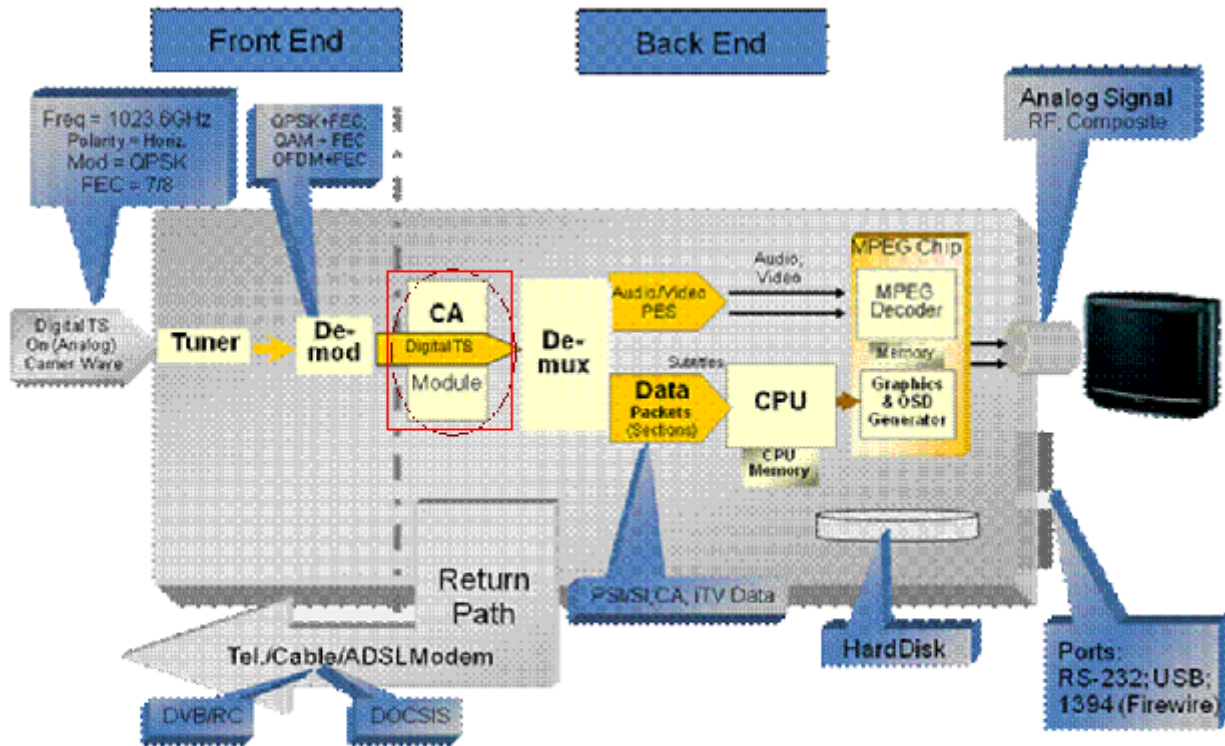 Front End
Back End
Freq = 1023.6GHz
Polarity = Horiz.
Mod = QPSK
FEC = 7/8
QPSK+FEC,
QAM + FEC
OFDM+FEC
Analog Signal
RF, Composite
Digital TS
On (Analog)
Carrier Wave
Tuner
De-
mod
CA
Digital TS
Module
De-
mux
Audio/Video
PES
Audio,
Video
MPEG Chip
MPEG
Decoder
Memory
Subtitles
Data
Packets
(Sections)
CPU
CPU
Memory
Graphics
& OSD
Generator
Return
Path
Tel./Cable/ADSLModem
DVB/RC
DOCSIS
PSI/SI;CA; iTV Data
HardDisk
Ports:
RS-232; USB;
1394 (Firewire)